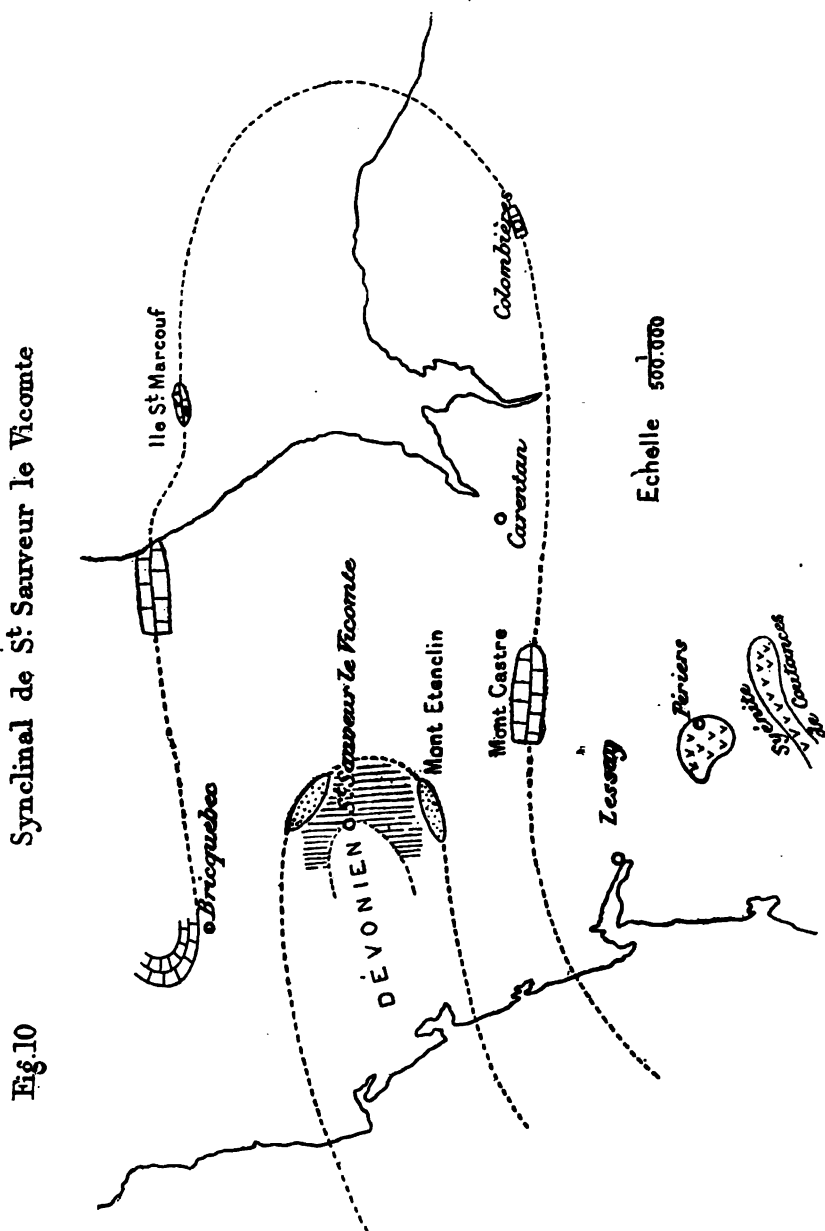 Fig.10
Synclinal de St. Sauveur le Vicomte
Ile St Marcouf
Bricquebec
St Sauveur le Vicomte
DÉVONIEN
Mont Etenclin
Mont Castre
Carentan
Colombières
Lessay
Périers
Syénite
de Coutances
Echelle 1/500.000